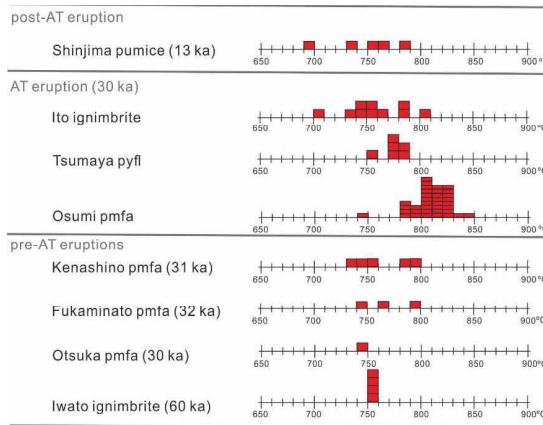 post-AT eruption
Shinjima pumice (13 ka)
650 700 750 800 850 900°C
AT eruption (30 ka)
Ito ignimbrite
650 700 750 800 850 900
Tsumaya pyfl
650 700 750 800 850 900°
Osumi pmfa
650 700 750 800 850 900°
pre-AT eruptions
Kenashino pmfa (31 ka)
650 700 750 800 850 900°
Fukaminato pmfa (32 ka)
650 700 750 800 850 900°
Otsuka pmfa (30 ka)
650 700 750 800 850 900°
Iwato ignimbrite (60 ka)
650 700 750 800 850 900°